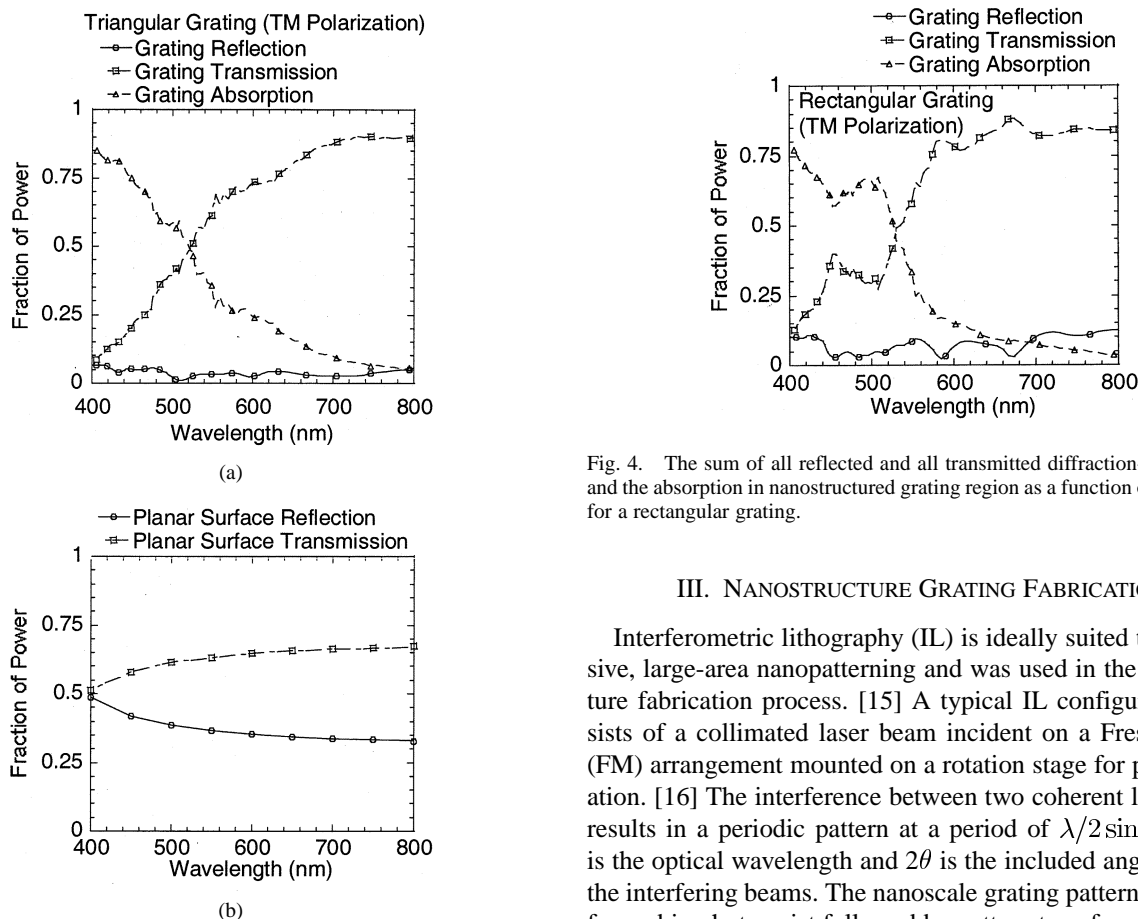 Triangular Grating (TM Polarization)
Grating Reflection
Grating Transmission
Grating Absorption
1
0.75
0.5
0.25
0
Fraction of Power
400 500 600 700 800
Wavelength (nm)
(a)
Planar Surface Reflection
Planar Surface Transmission
1
0.75
0.5
0.25
0
Fraction of Power
400 500 600 700 800
Wavelength (nm)
(b)
Grating Reflection
Grating Transmission
Grating Absorption
Rectangular Grating
(TM Polarization)
1
0.75
0.5
0.25
0
Fraction of Power
400 500 600 700 800
Wavelength (nm)
Fig. 4. The sum of all reflected and all transmitted diffraction-
and the absorption in nanostructured grating region as a function
for a rectangular grating.
III. NANOSTRUCTURE GRATING FABRICATIO
Interferometric lithography (IL) is ideally suited t
sive, large-area nanopatterning and was used in the
ture fabrication process. [15] A typical IL configu
sists of a collimated laser beam incident on a Fres
(FM) arrangement mounted on a rotation stage for p
ation. [16] The interference between two coherent l
results in a periodic pattern at a period of λ/2 sin
is the optical wavelength and 2θ is the included ang
the interfering beams. The nanoscale grating pattern